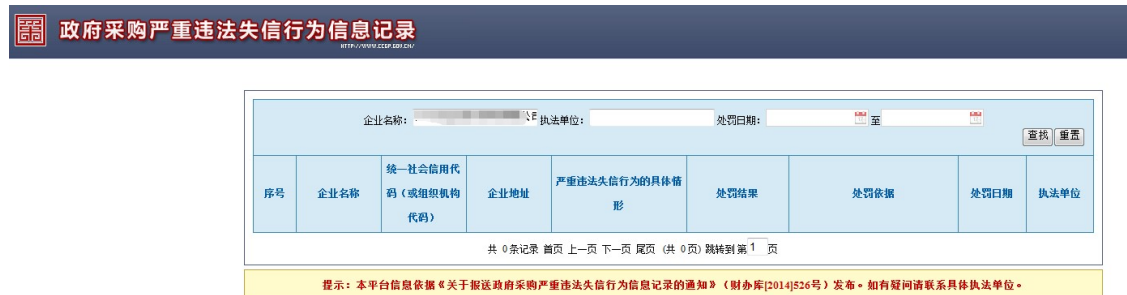 政府采购严重违法失信行为信息记录
HTTP://WWW.CCGP.GOV.CN/
企业名称： 公司 执法单位： 处罚日期： 至
查找 重置
序号 企业名称 统一社会信用代码（或组织机构代码） 企业地址 严重违法失信行为的具体情形 处罚结果 处罚依据 处罚日期 执法单位
共 0条记录 首页 上一页 下一页 尾页 (共 0页) 跳转到第 1 页
提示：本平台信息依据《关于报送政府采购严重违法失信行为信息记录的通知》（财办库[2014]526号）发布。如有疑问请联系具体执法单位。